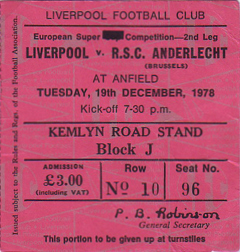 LIVERPOOL FOOTBALL CLUB
European Super Competition—2nd Leg
LIVERPOOL v. R.S.C. ANDERLECHT
(BRUSSELS)
AT ANFIELD
TUESDAY, 19th DECEMBER, 1978
Kick-off 7-30 p.m.
KEMLYN ROAD STAND
Block J
ADMISSION
£3.00
(including VAT)
Row
No 10
Seat No.
96
P. B. Robinson
General Secretary
This portion to be given up at turnstiles
Issued subject to the Rules and Regs. of the Football Association.